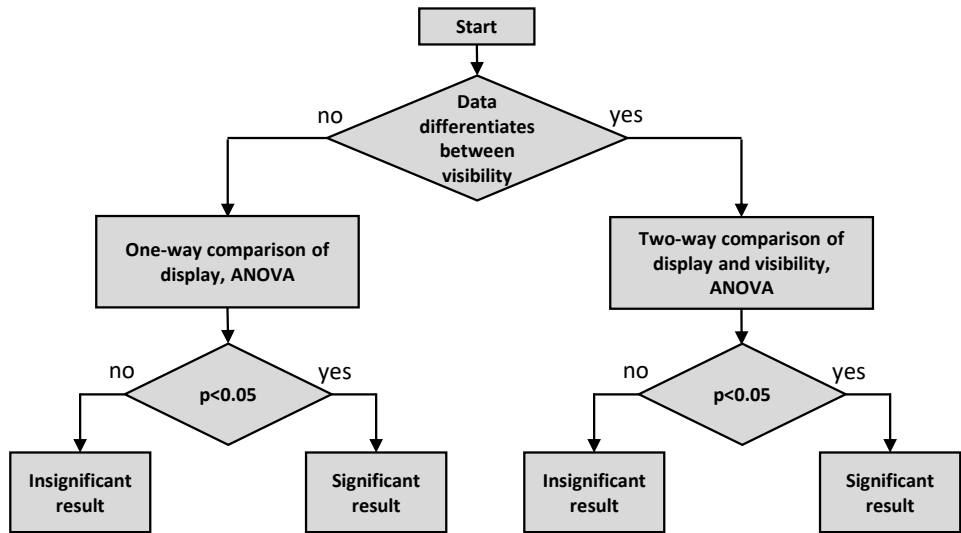 Start
Data
differentiates
between
visibility
no
yes
One-way comparison of
display, ANOVA
Two-way comparison of
display and visibility,
ANOVA
no
p<0.05
yes
no
p<0.05
yes
Insignificant
result
Significant
result
Insignificant
result
Significant
result